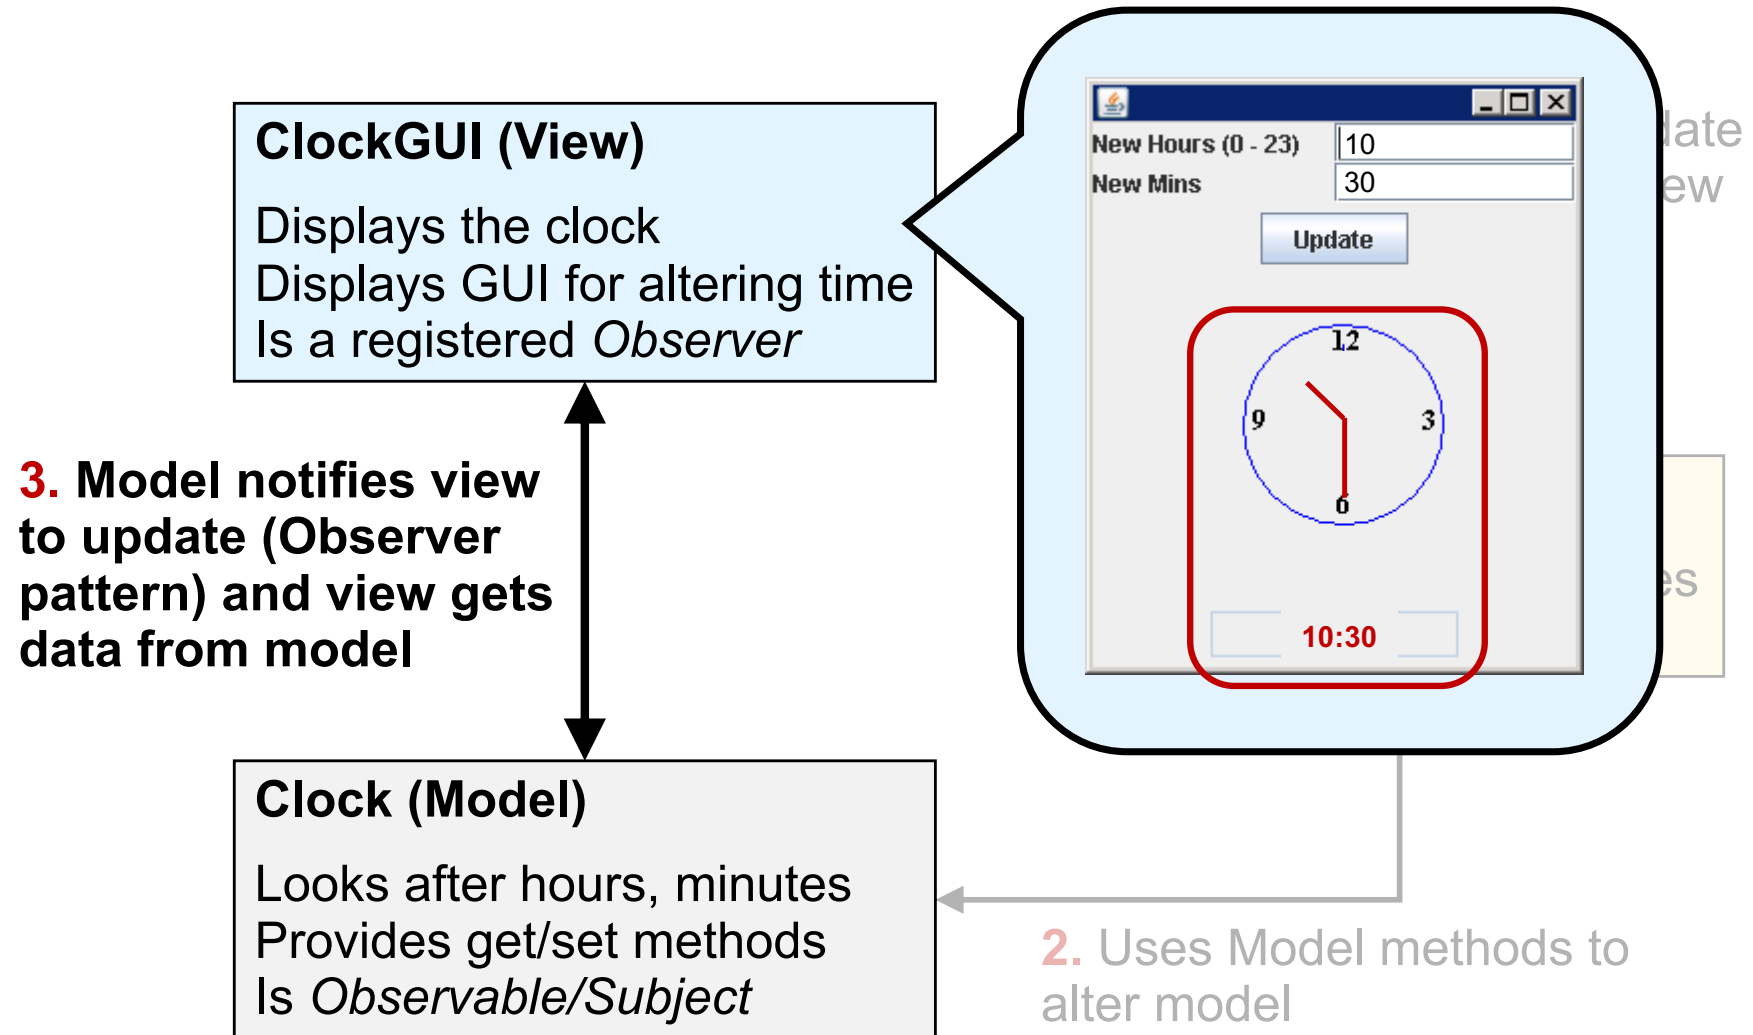 ClockGUI (View)
Displays the clock
Displays GUI for altering time
Is a registered Observer
New Hours (0 - 23) 10
New Mins 30
Update
12
9
3
6
10:30
3. Model notifies view
to update (Observer
pattern) and view gets
data from model
Clock (Model)
Looks after hours, minutes
Provides get/set methods
Is Observable/Subject
2. Uses Model methods to
alter model